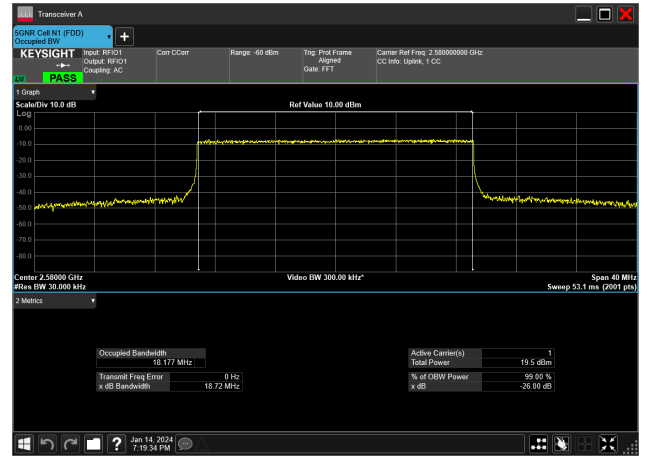 Transceiver A
5GNR Cell N1 (FDD)
Occupied BW
+
KEYSIGHT Input: RFIO1 Corr CCorr Range: -60 dBm Trig: Prot Frame Carrier Ref Freq: 2.580000000 GHz
Output: RFIO1 Aligned CC Info: Uplink, 1 CC
Coupling: AC Gate: FFT
PASS
1 Graph
Scale/Div 10.0 dB Ref Value 10.00 dBm
Log
0.00
-10.0
-20.0
-30.0
-40.0
-50.0
-60.0
-70.0
-80.0
Center 2.58000 GHz Video BW 300.00 kHz* Span 40 MHz
#Res BW 30.000 kHz Sweep 53.1 ms (2001 pts)
2 Metrics
Occupied Bandwidth Active Carrier(s) 1
18.177 MHz Total Power 19.5 dBm
Transmit Freq Error 0 Hz % of OBW Power 99.00 %
x dB Bandwidth 18.72 MHz x dB -26.00 dB
? Jan 14, 2024
7:19:34 PM